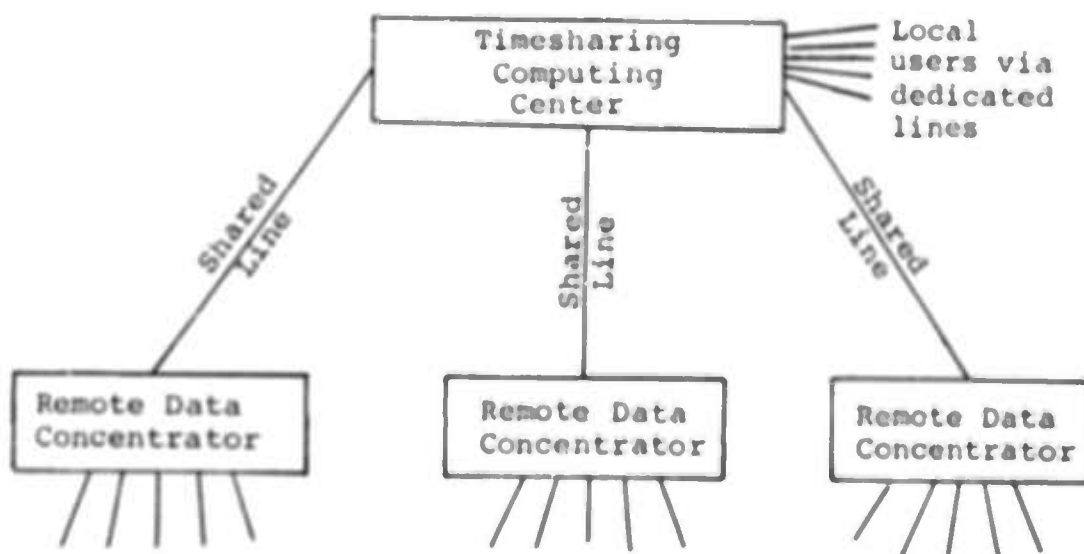 Timesharing
Computing
Center
Local
users via
dedicated
lines
Shared
Line
Shared
Line
Shared
Line
Remote Data
Concentrator
Remote Data
Concentrator
Remote Data
Concentrator